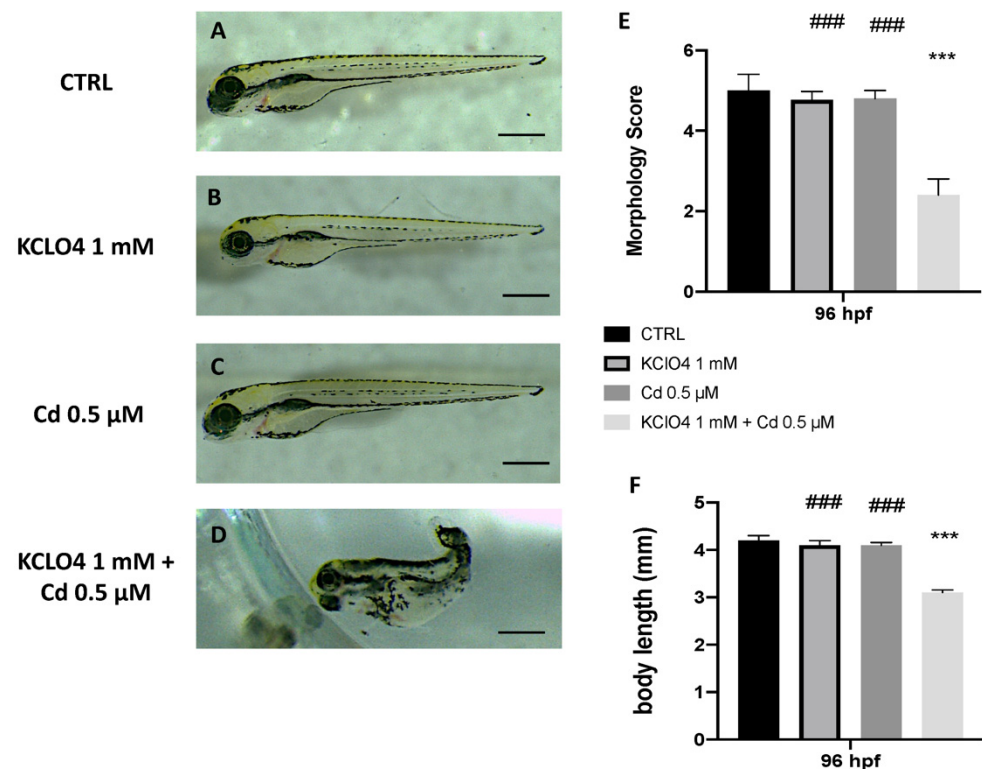 A
CTRL
B
KCLO4 1 mM
C
Cd 0.5 µM
D
KCLO4 1 mM +
Cd 0.5 µM
E
### ###
***
6
4
2
0
Morphology Score
96 hpf
CTRL
KClO4 1 mM
Cd 0.5 µM
KClO4 1 mM + Cd 0.5 µM
F
### ###
***
5
4
3
2
1
0
body length (mm)
96 hpf